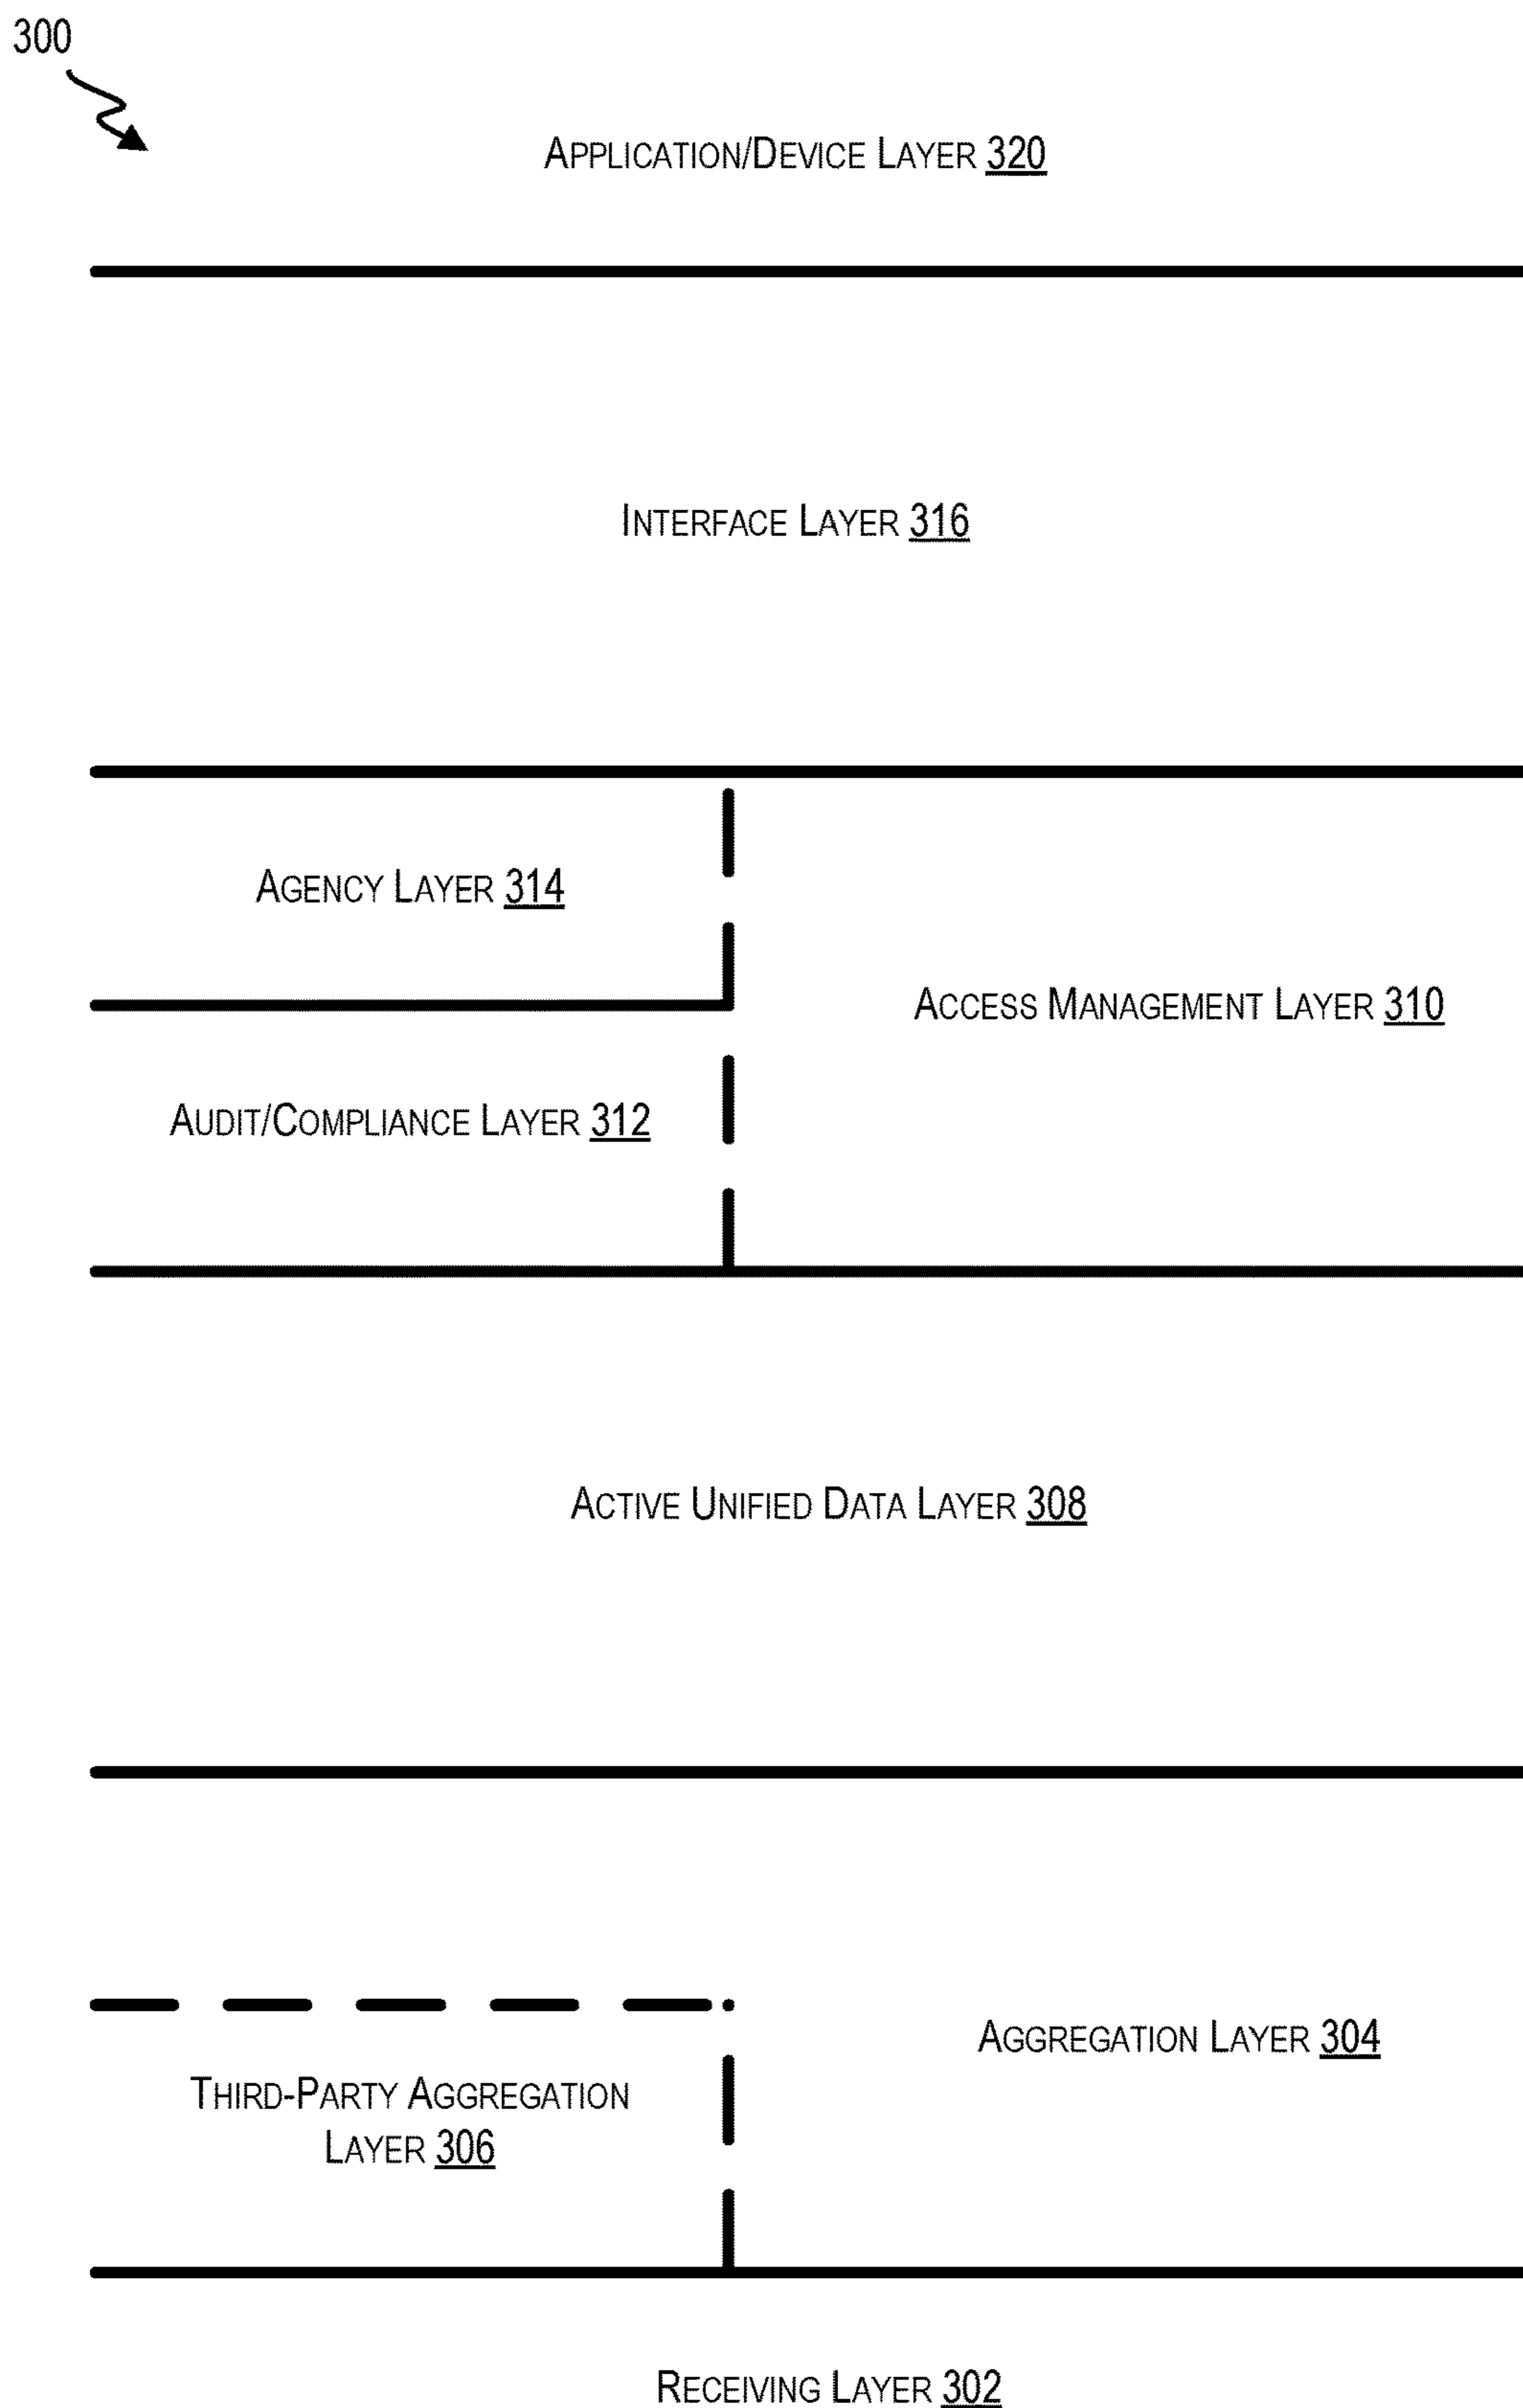 300
APPLICATION/DEVICE LAYER 320
INTERFACE LAYER 316
AGENCY LAYER 314
ACCESS MANAGEMENT LAYER 310
AUDIT/COMPLIANCE LAYER 312
ACTIVE UNIFIED DATA LAYER 308
AGGREGATION LAYER 304
THIRD-PARTY AGGREGATION
LAYER 306
RECEIVING LAYER 302